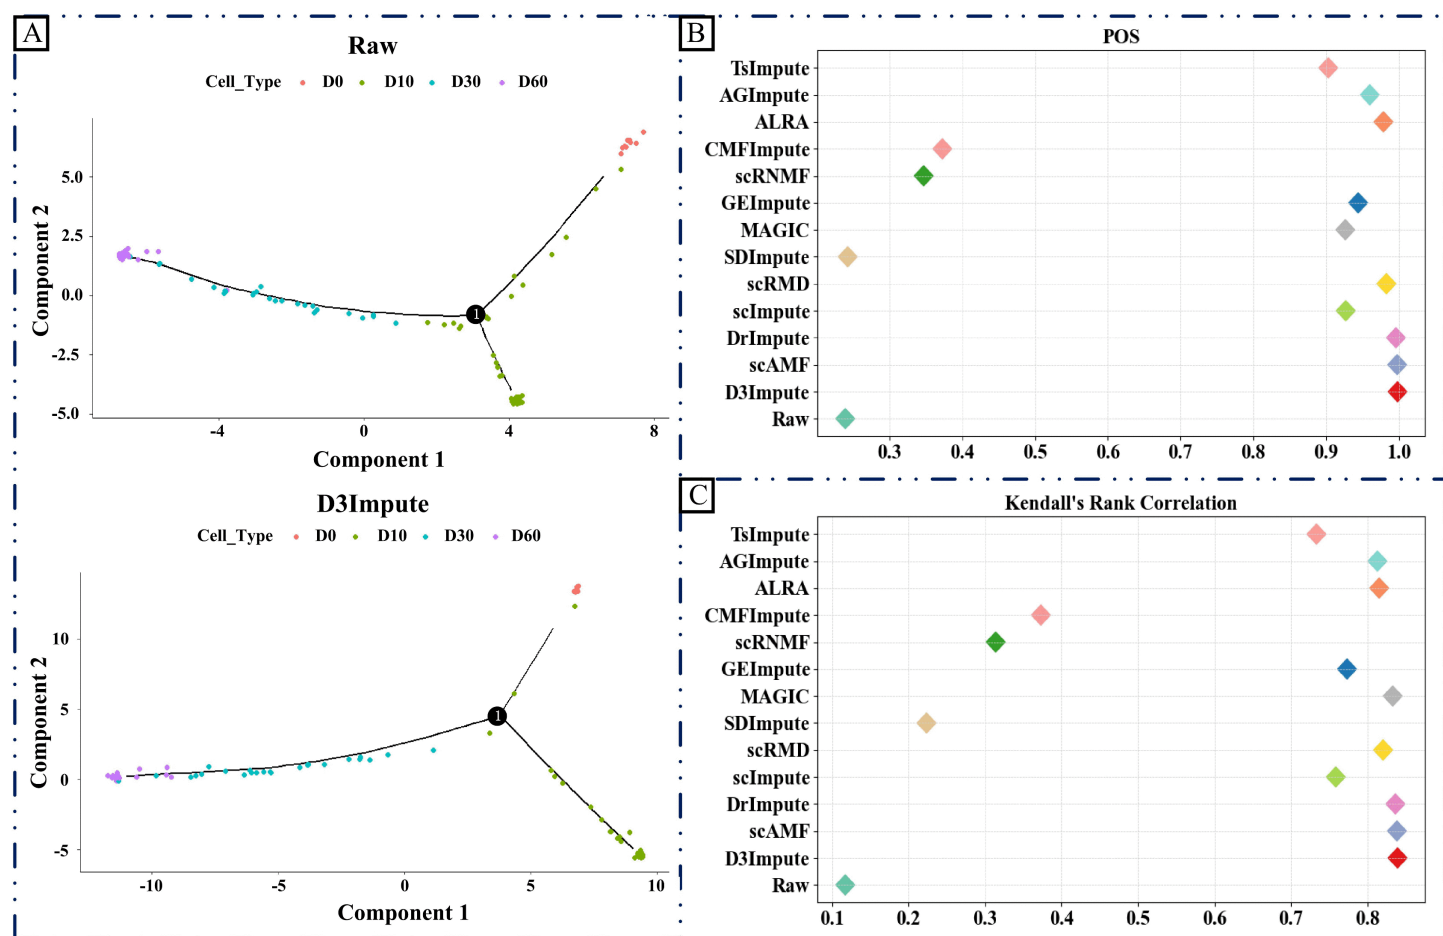 A
Raw
Cell_Type D0 D10 D30 D60
Component 2
5.0
2.5
0.0
-2.5
-5.0
1
-4 0 4 8
Component 1
D3Impute
Cell_Type D0 D10 D30 D60
Component 2
10
5
0
-5
1
-10 -5 0 5 10
Component 1
B
POS
TsImpute
AGImpute
ALRA
CMFImpute
scRNMF
GEImpute
MAGIC
SDImpute
scRMD
scImpute
DrImpute
scAMF
D3Impute
Raw
0.3 0.4 0.5 0.6 0.7 0.8 0.9 1.0
C
Kendall's Rank Correlation
TsImpute
AGImpute
ALRA
CMFImpute
scRNMF
GEImpute
MAGIC
SDImpute
scRMD
scImpute
DrImpute
scAMF
D3Impute
Raw
0.1 0.2 0.3 0.4 0.5 0.6 0.7 0.8